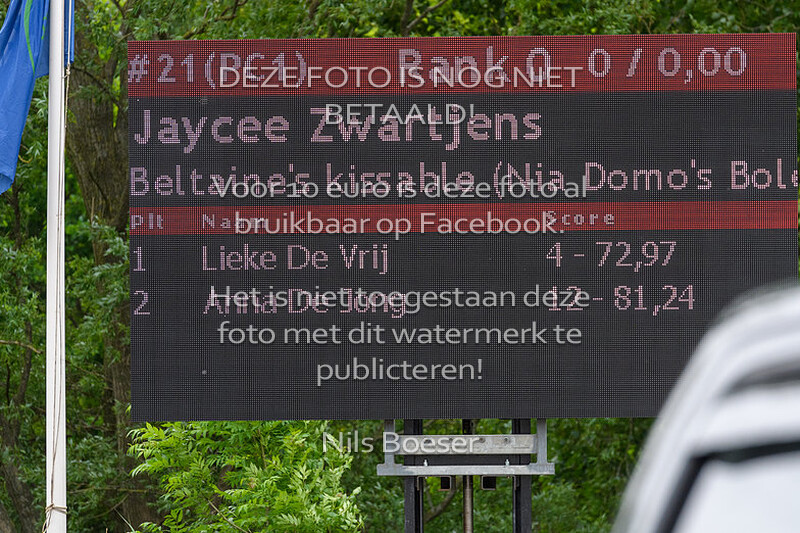 #21(BC1) Rank 0 0 / 0,00
DEZE FOTO IS NOG NIET
BETAALD!
Jaycee Zwartjens
Beltaine's kissable (Nia Domo's Bole
Voor 10 euro is deze foto al
bruikbaar op Facebook.
Plt Naam Score
1 Lieke De Vrij 4 - 72,97
2 Anna De Jong 12 - 81,24
Het is niet toegestaan deze
foto met dit watermerk te
publiceren!
Nils Boeser